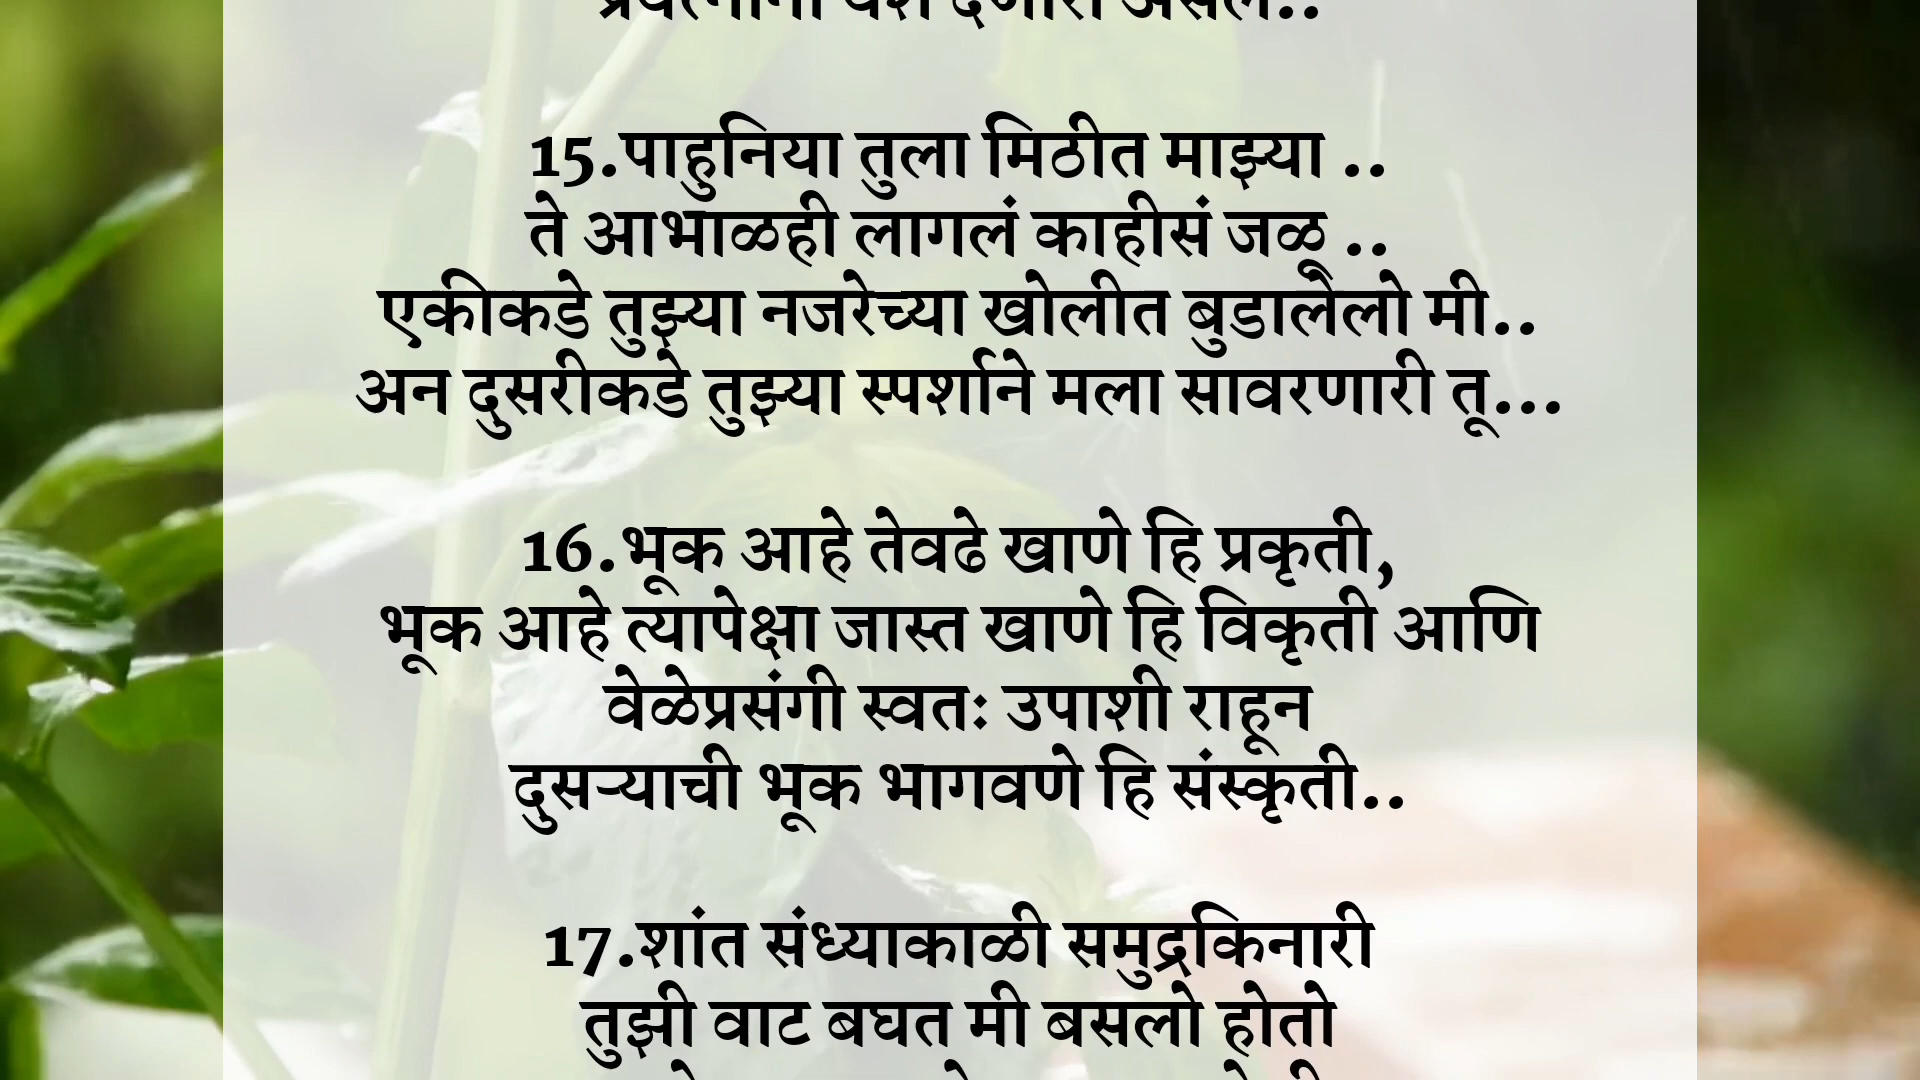 15.पाहुनिया तुला मिठीत माझ्या ..
ते आभाळही लागलं काहीसं जळू ..
एकीकडे तुझ्या नजरेच्या खोलीत बुडालेलो मी..
अन दुसरीकडे तुझ्या स्पर्शाने मला सावरणारी तू...
16.भूक आहे तेवढे खाणे हि प्रकृती,
भूक आहे त्यापेक्षा जास्त खाणे हि विकृती आणि
वेळेप्रसंगी स्वतः उपाशी राहून
दुसऱ्याची भूक भागवणे हि संस्कृती..
17.शांत संध्याकाळी समुद्रकिनारी
तुझी वाट बघत मी बसलो होतो